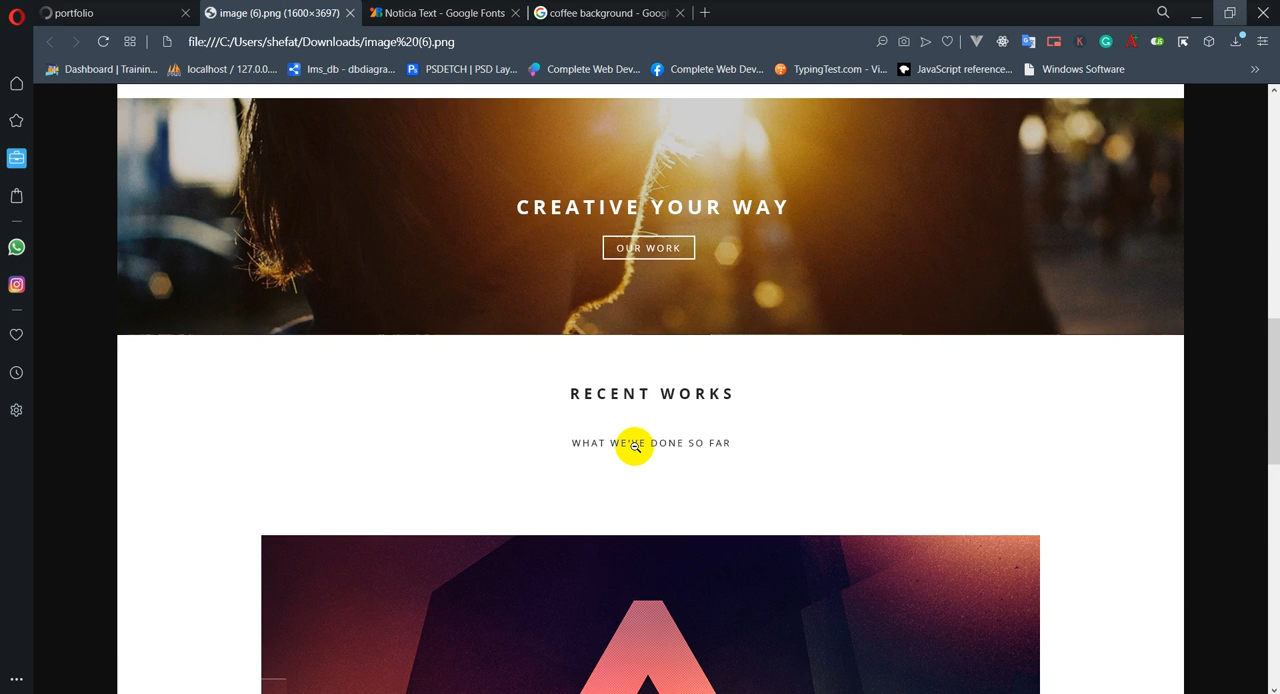 portfolio
image (6).png (1600×3697)
Noticia Text - Google Fonts
coffee background - Goog
file:///C:/Users/shefat/Downloads/image%20(6).png
Dashboard | Trainin...
localhost / 127.0.0....
lms_db - dbdiagra...
PSDETCH | PSD Lay...
Complete Web Dev...
Complete Web Dev...
TypingTest.com - Vi...
JavaScript reference...
Windows Software
CREATIVE YOUR WAY
OUR WORK
RECENT WORKS
WHAT WE'VE DONE SO FAR
A